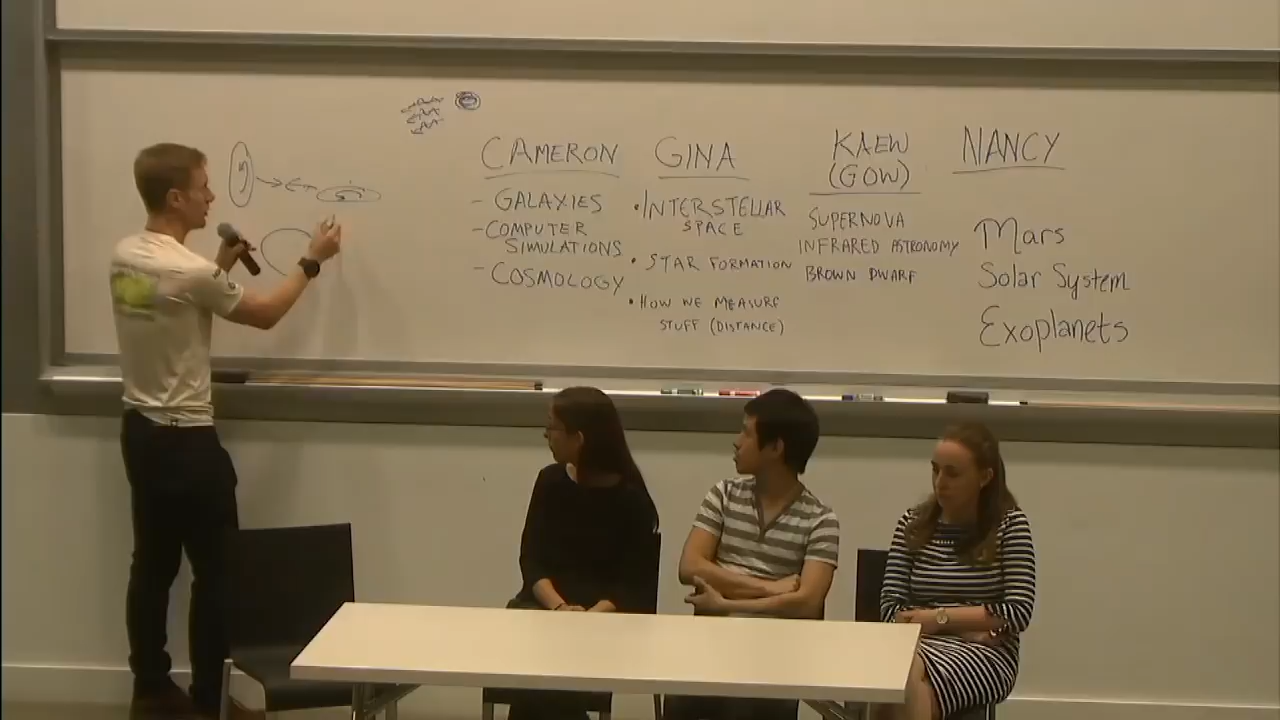 CAMERON
- GALAXIES
- COMPUTER
SIMULATIONS
- COSMOLOGY
GINA
• INTERSTELLAR
SPACE
• STAR FORMATION
• HOW WE MEASURE
STUFF (DISTANCE)
KAEW
(GOW)
SUPERNOVA
INFRARED ASTRONOMY
BROWN DWARF
NANCY
Mars
Solar System
Exoplanets